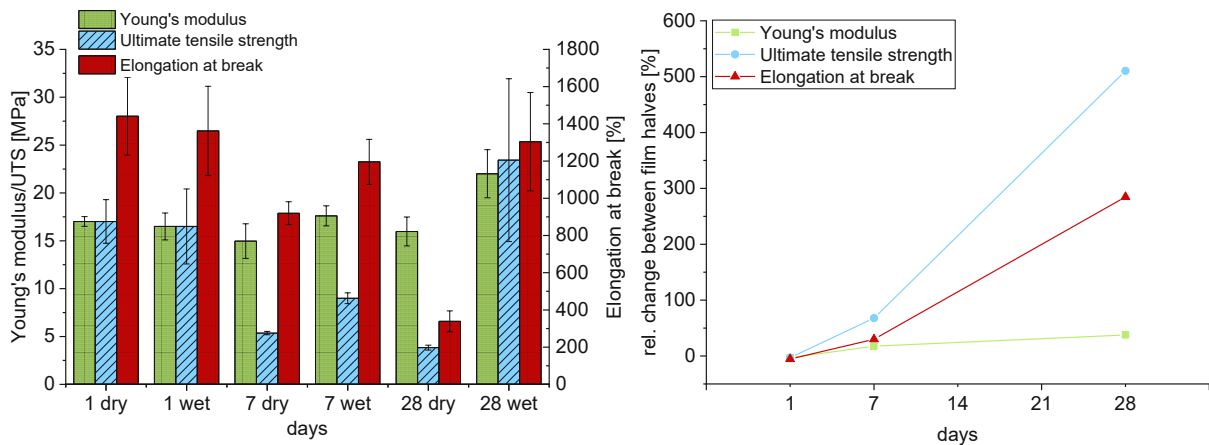 Young's modulus
Ultimate tensile strength
Elongation at break
Young's modulus/UTS [MPa]
35
30
25
20
15
10
5
0
1800
1600
1400
1200
1000
800
600
400
200
0
Elongation at break [%]
1 dry 1 wet 7 dry 7 wet 28 dry 28 wet
days
rel. change between film halves [%]
600
500
400
300
200
100
0
Young's modulus
Ultimate tensile strength
Elongation at break
1 7 14 21 28
days